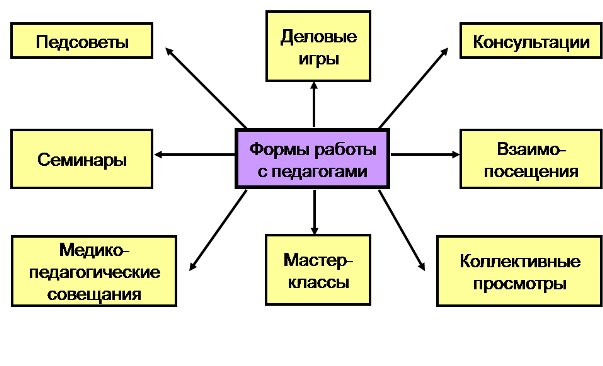 Педсоветы
Деловые
игры
Консультации
Семинары
Формы работы
с педагогами
Взаимо-
посещения
Медико-
педагогические
совещания
Мастер-
классы
Коллективные
просмотры